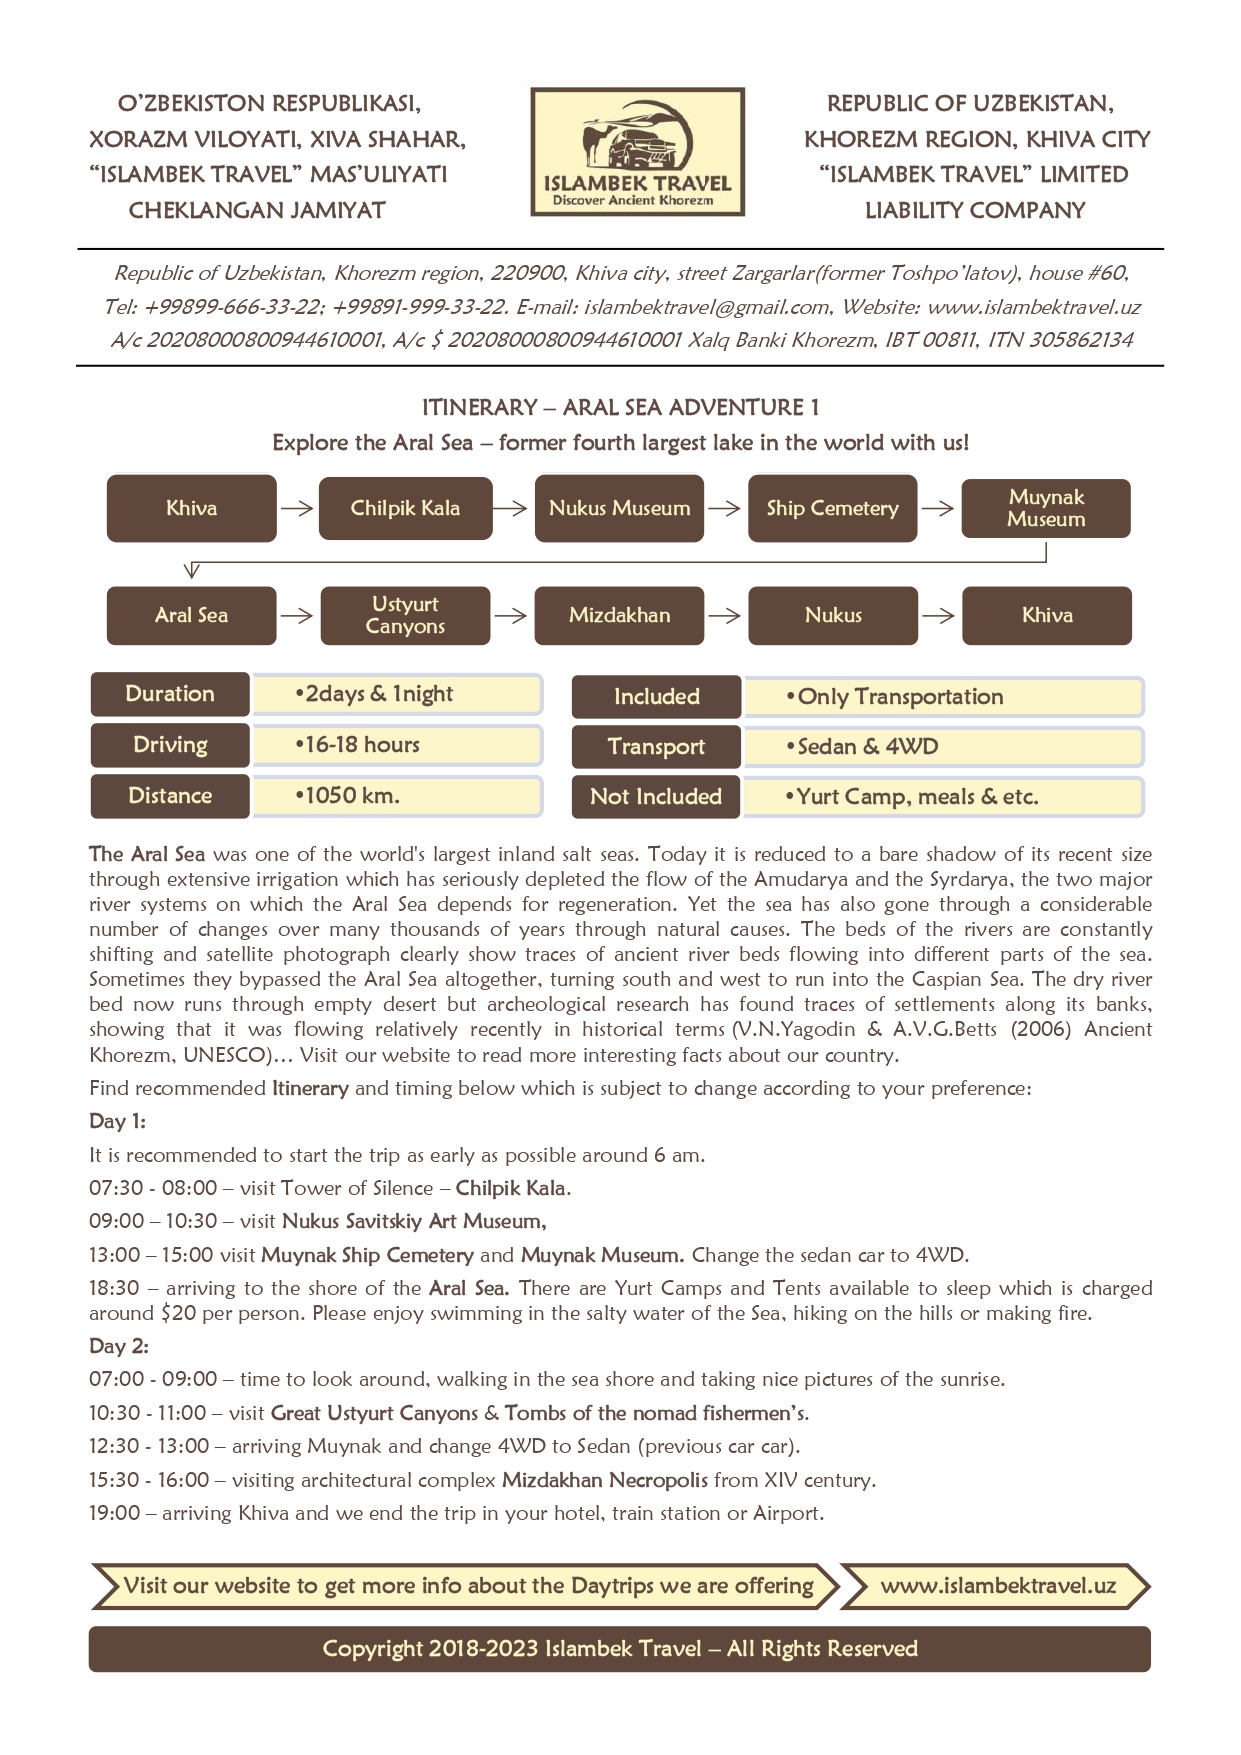 O’ZBEKISTON RESPUBLIKASI,
XORAZM VILOYATI, XIVA SHAHAR,
“ISLAMBEK TRAVEL” MAS’ULIYATI
CHEKLANGAN JAMIYAT
ISLAMBEK TRAVEL
Discover Ancient Khorezm
REPUBLIC OF UZBEKISTAN,
KHOREZM REGION, KHIVA CITY
“ISLAMBEK TRAVEL” LIMITED
LIABILITY COMPANY
Republic of Uzbekistan, Khorezm region, 220900, Khiva city, street Zargarlar(former Toshpo’latov), house #60,
Tel: +99899-666-33-22; +99891-999-33-22. E-mail: islambektravel@gmail.com, Website: www.islambektravel.uz
A/c 20208000800944610001, A/c $ 20208000800944610001 Xalq Banki Khorezm, IBT 00811, ITN 305862134
ITINERARY – ARAL SEA ADVENTURE 1
Explore the Aral Sea – former fourth largest lake in the world with us!
Khiva
Chilpik Kala
Nukus Museum
Ship Cemetery
Muynak
Museum
Aral Sea
Ustyurt
Canyons
Mizdakhan
Nukus
Khiva
Duration
•2days & 1night
Driving
•16-18 hours
Distance
•1050 km.
Included
•Only Transportation
Transport
•Sedan & 4WD
Not Included
•Yurt Camp, meals & etc.
The Aral Sea was one of the world's largest inland salt seas. Today it is reduced to a bare shadow of its recent size
through extensive irrigation which has seriously depleted the flow of the Amudarya and the Syrdarya, the two major
river systems on which the Aral Sea depends for regeneration. Yet the sea has also gone through a considerable
number of changes over many thousands of years through natural causes. The beds of the rivers are constantly
shifting and satellite photograph clearly show traces of ancient river beds flowing into different parts of the sea.
Sometimes they bypassed the Aral Sea altogether, turning south and west to run into the Caspian Sea. The dry river
bed now runs through empty desert but archeological research has found traces of settlements along its banks,
showing that it was flowing relatively recently in historical terms (V.N.Yagodin & A.V.G.Betts (2006) Ancient
Khorezm, UNESCO)… Visit our website to read more interesting facts about our country.
Find recommended Itinerary and timing below which is subject to change according to your preference:
Day 1:
It is recommended to start the trip as early as possible around 6 am.
07:30 - 08:00 – visit Tower of Silence – Chilpik Kala.
09:00 – 10:30 – visit Nukus Savitskiy Art Museum,
13:00 – 15:00 visit Muynak Ship Cemetery and Muynak Museum. Change the sedan car to 4WD.
18:30 – arriving to the shore of the Aral Sea. There are Yurt Camps and Tents available to sleep which is charged
around $20 per person. Please enjoy swimming in the salty water of the Sea, hiking on the hills or making fire.
Day 2:
07:00 - 09:00 – time to look around, walking in the sea shore and taking nice pictures of the sunrise.
10:30 - 11:00 – visit Great Ustyurt Canyons & Tombs of the nomad fishermen’s.
12:30 - 13:00 – arriving Muynak and change 4WD to Sedan (previous car car).
15:30 - 16:00 – visiting architectural complex Mizdakhan Necropolis from XIV century.
19:00 – arriving Khiva and we end the trip in your hotel, train station or Airport.
Visit our website to get more info about the Daytrips we are offering
www.islambektravel.uz
Copyright 2018-2023 Islambek Travel – All Rights Reserved